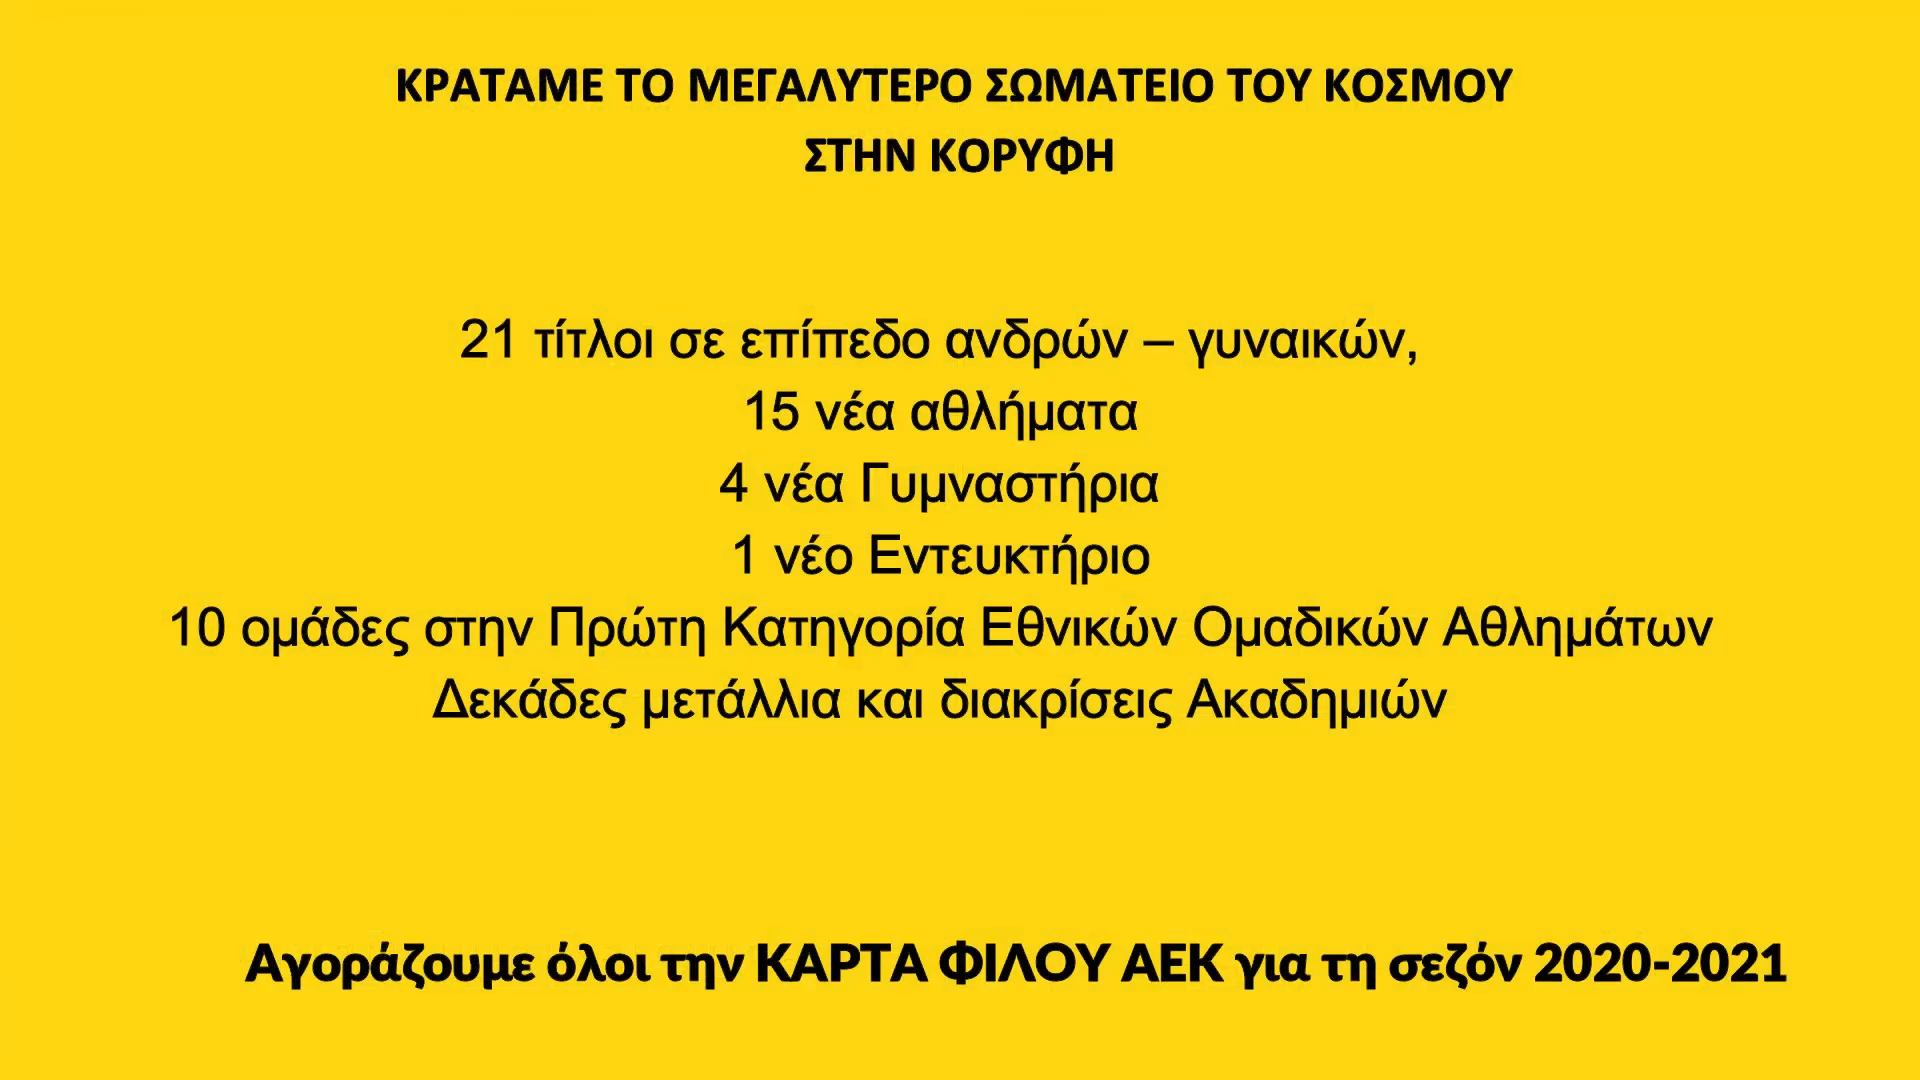 ΚΡΑΤΑΜΕ ΤΟ ΜΕΓΑΛΥΤΕΡΟ ΣΩΜΑΤΕΙΟ ΤΟΥ ΚΟΣΜΟΥ
ΣΤΗΝ ΚΟΡΥΦΗ
21 τίτλοι σε επίπεδο ανδρών – γυναικών,
15 νέα αθλήματα
4 νέα Γυμναστήρια
1 νέο Εντευκτήριο
10 ομάδες στην Πρώτη Κατηγορία Εθνικών Ομαδικών Αθλημάτων
Δεκάδες μετάλλια και διακρίσεις Ακαδημιών
Αγοράζουμε όλοι την ΚΑΡΤΑ ΦΙΛΟΥ ΑΕΚ για τη σεζόν 2020-2021